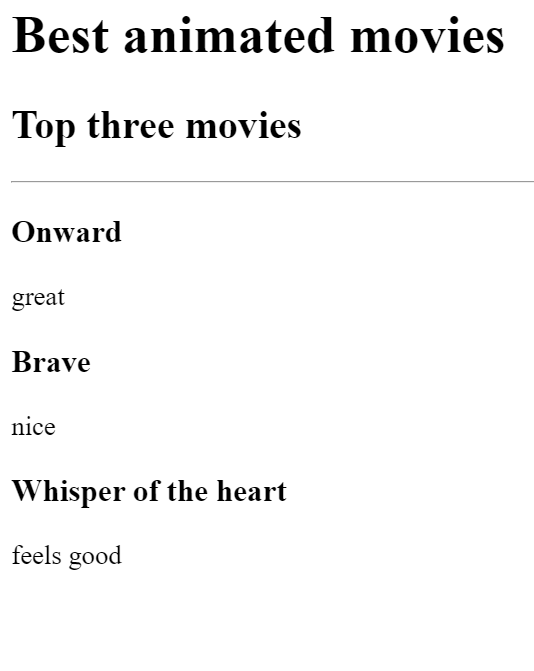 Best animated movies
Top three movies
Onward
great
Brave
nice
Whisper of the heart
feels good